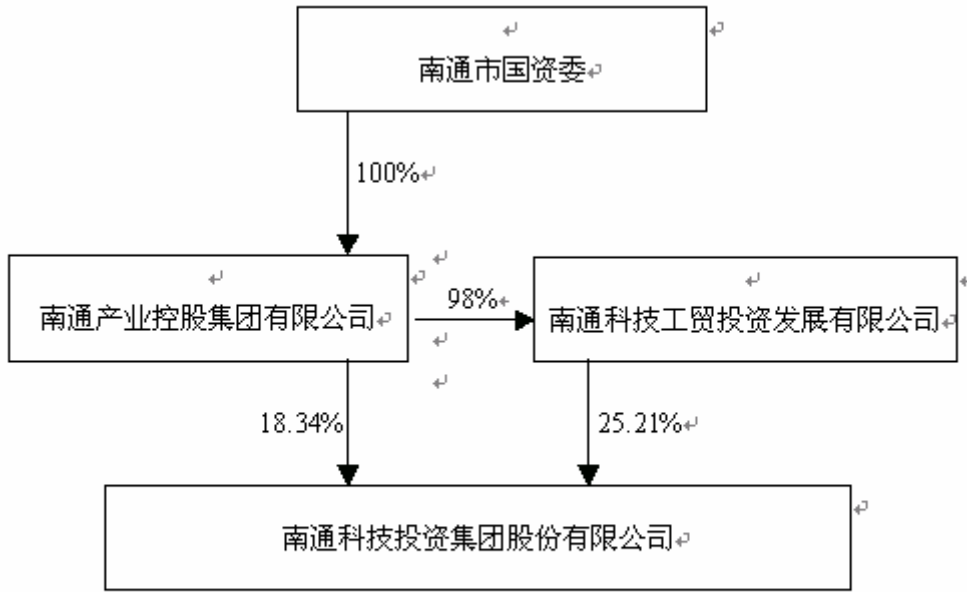 南通市国资委
100%
南通产业控股集团有限公司
98%
南通科技工贸投资发展有限公司
18.34%
25.21%
南通科技投资集团股份有限公司